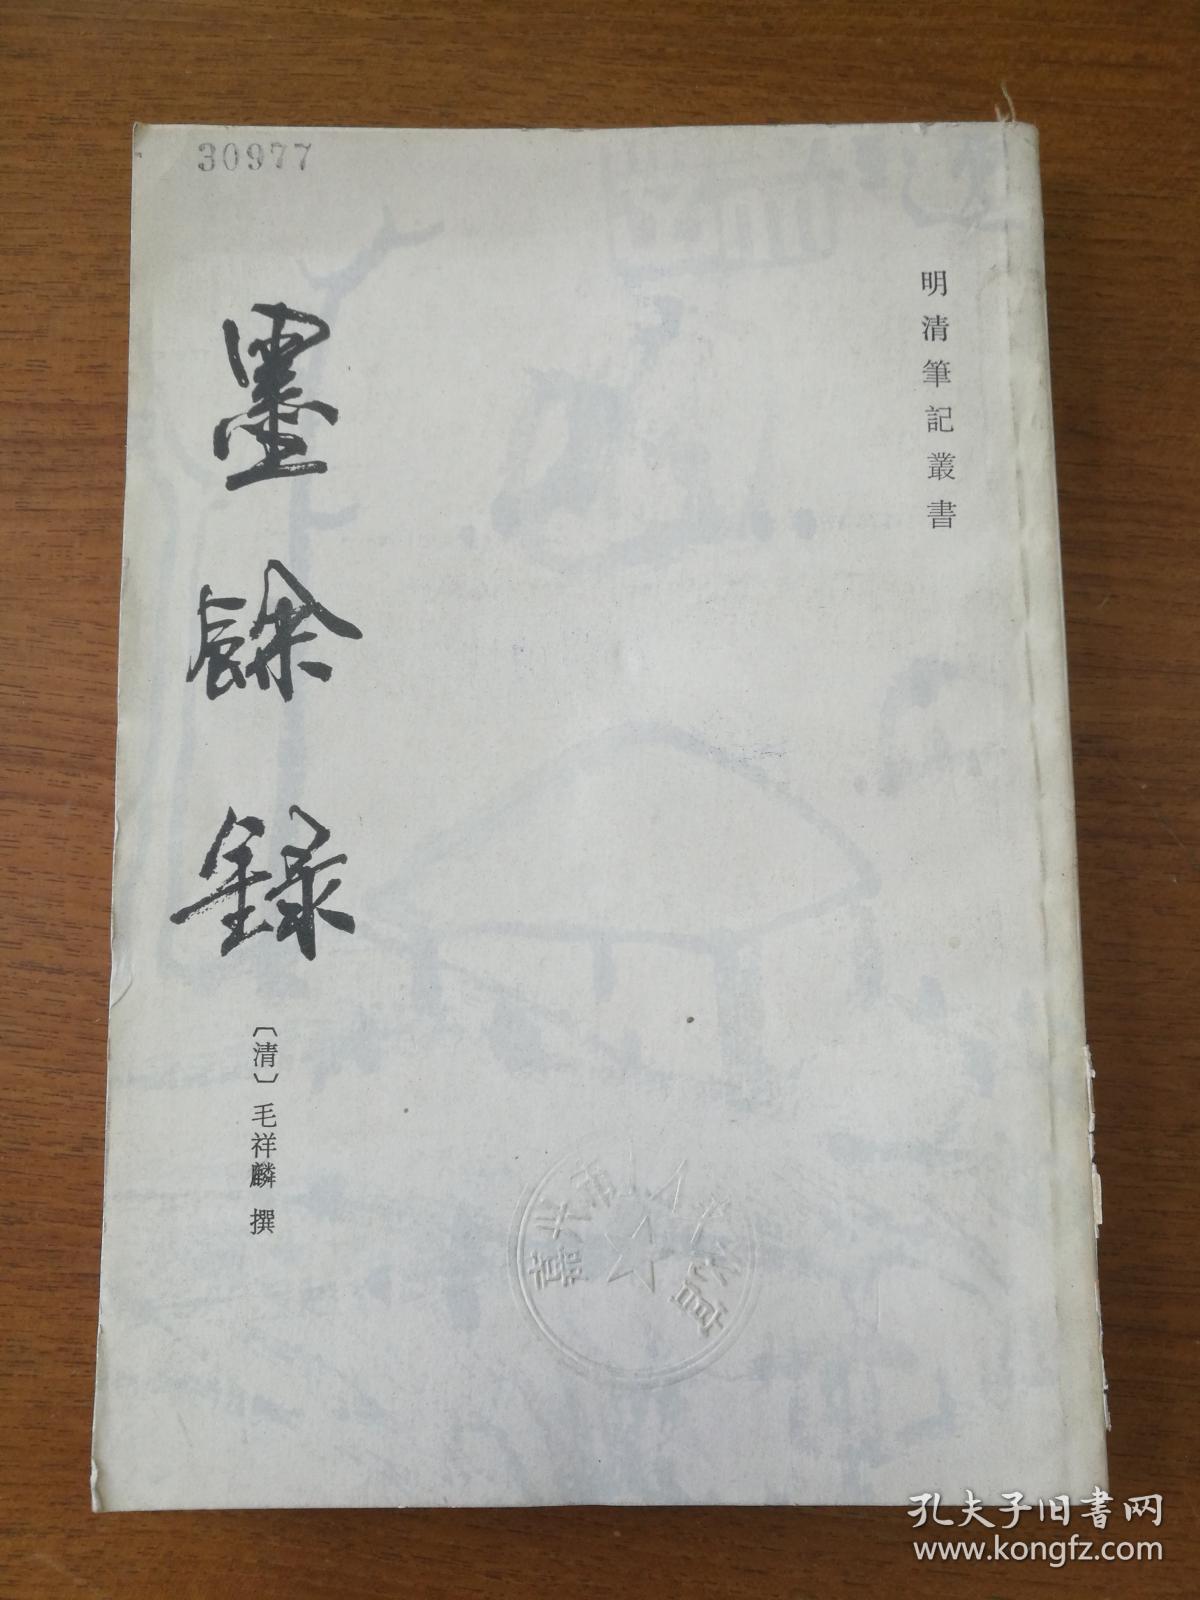 30977
明清筆記叢書
墨餘錄
〔清〕毛祥麟 撰
孔夫子旧书网
www.kongfz.com